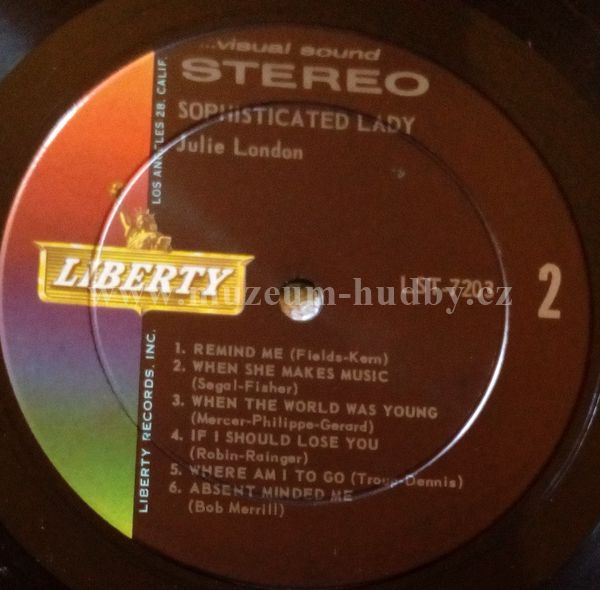 ...visual sound
STEREO
SOPHISTICATED LADY
Julie London
LOS ANGELES 28, CALIF.
LIBERTY
LST-7203
2
www.muzeum-hudby.cz
1. REMIND ME (Fields-Kern)
2. WHEN SHE MAKES MUSIC
(Segal-Fisher)
3. WHEN THE WORLD WAS YOUNG
(Mercer-Philippe-Gerard)
4. IF I SHOULD LOSE YOU
(Robin-Rainger)
5. WHERE AM I TO GO (Troup-Dennis)
6. ABSENT MINDED ME
(Bob Merrill)
LIBERTY RECORDS, INC.